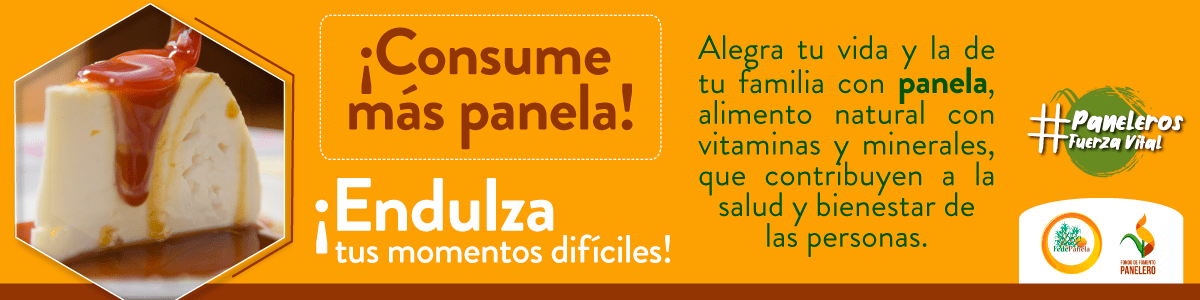 ¡Consume
más panela!
¡Endulza
tus momentos difíciles!
Alegra tu vida y la de
tu familia con panela,
alimento natural con
vitaminas y minerales,
que contribuyen a la
salud y bienestar de
las personas.
#Paneleros
Fuerza Vital
FedePanela
FONDO DE FOMENTO
PANELERO